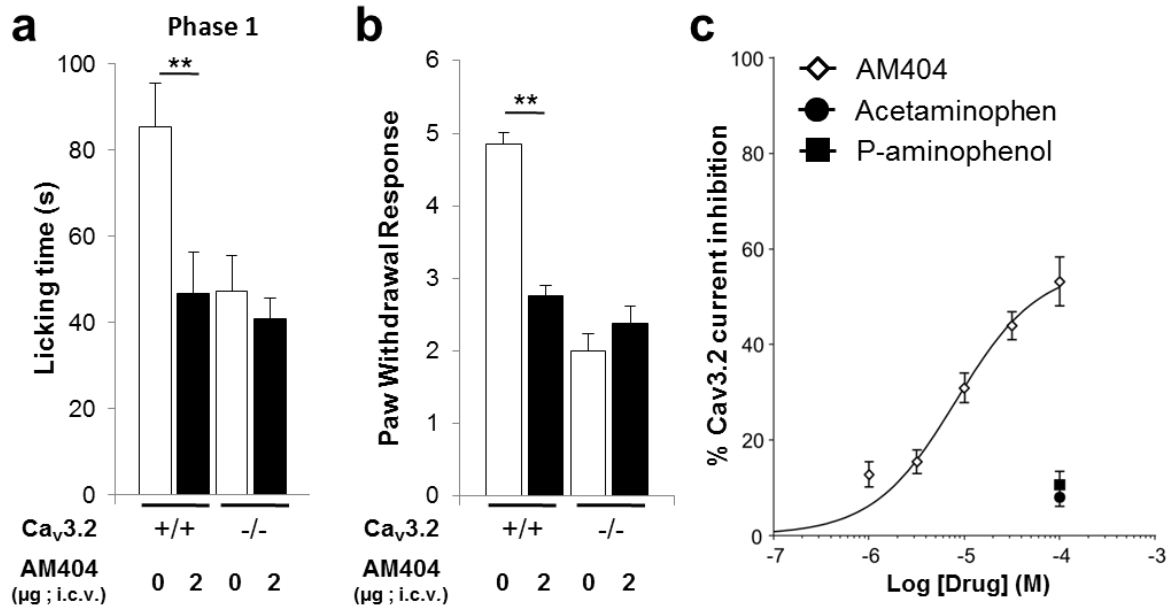 a
Phase 1
**
100
80
60
40
20
0
Licking time (s)
Cav3.2
+/+ -/-
AM404
(µg ; i.c.v.)
0 2 0 2
b
**
6
5
4
3
2
1
0
Paw Withdrawal Response
Cav3.2
+/+ -/-
AM404
(µg ; i.c.v.)
0 2 0 2
c
AM404
Acetaminophen
P-aminophenol
100
80
60
40
20
0
% Cav3.2 current inhibition
-7 -6 -5 -4 -3
Log [Drug] (M)